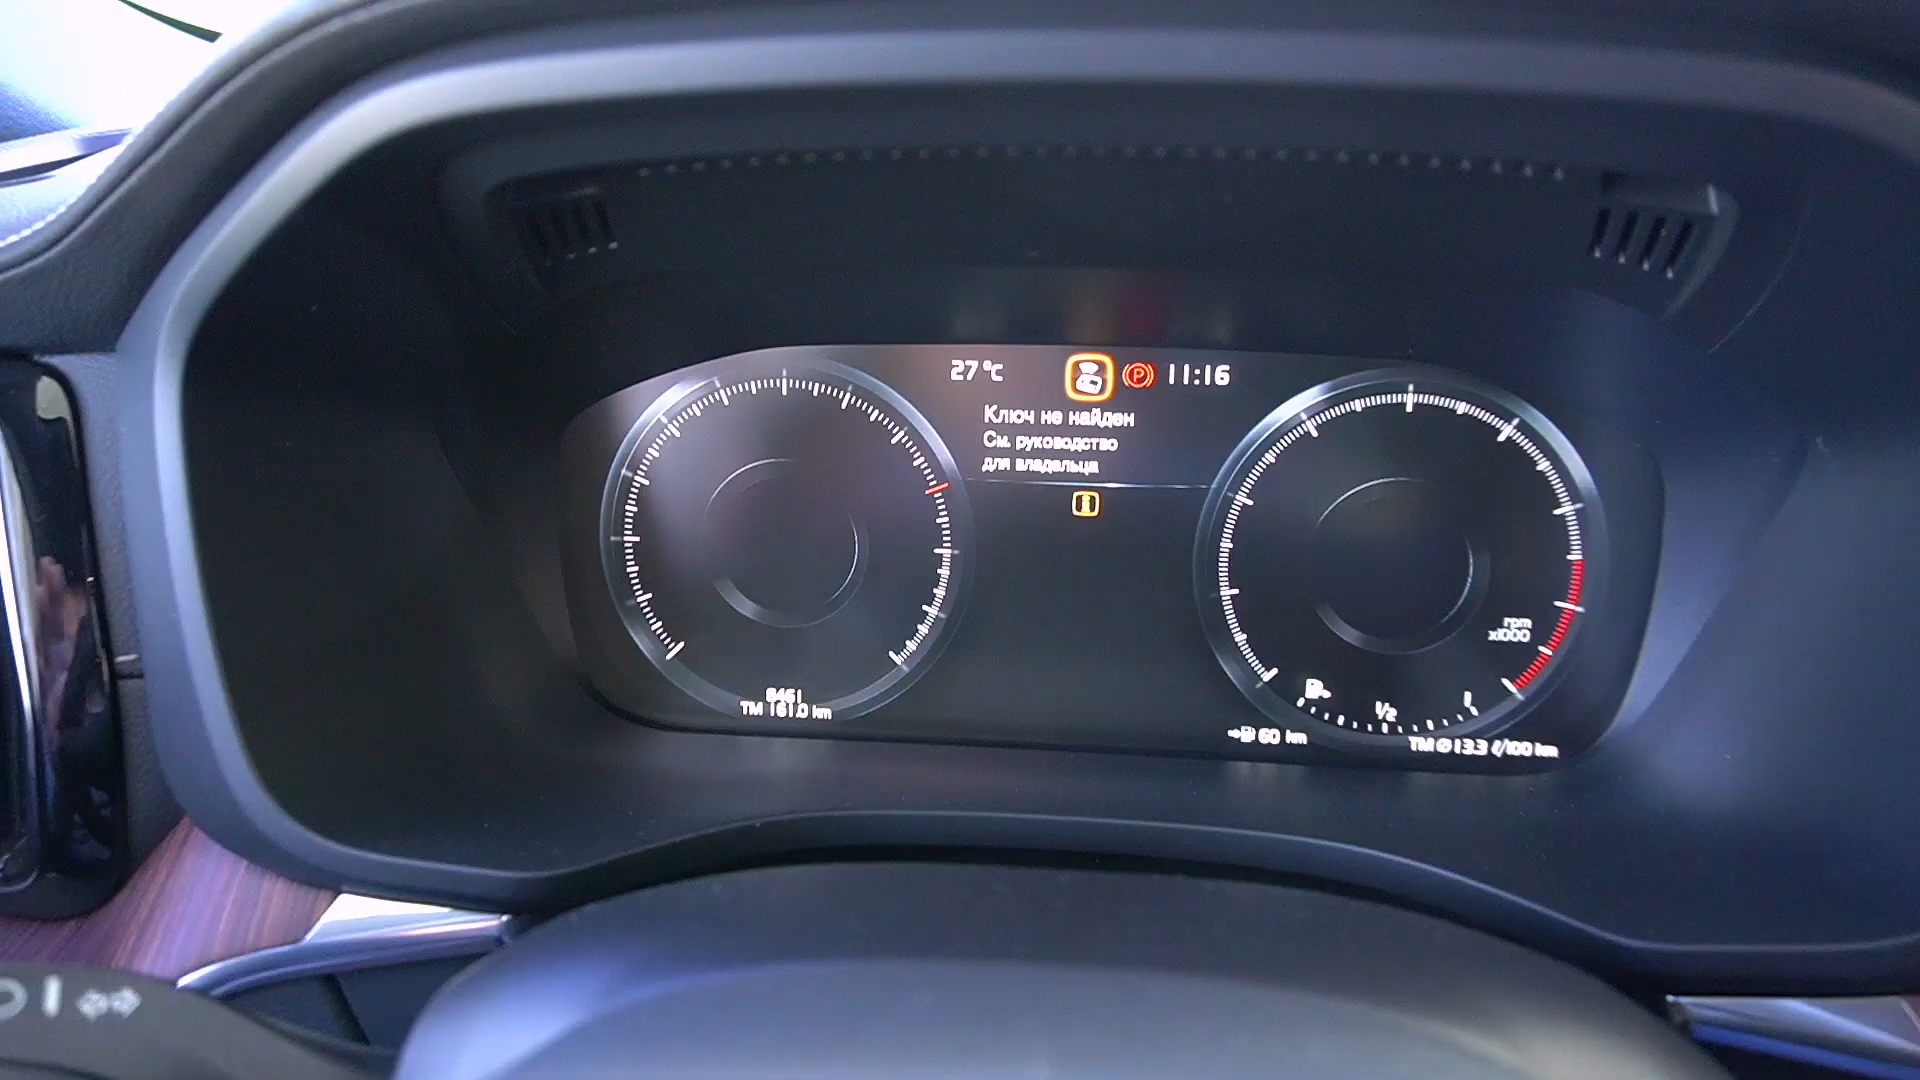 27 °C
P
11:16
Ключ не найден
См. руководство
для владельца
i
rpm
x1000
8461
TM 161.0 km
1/2
1
60 km
TM Ø 13.3 ℓ/100 km